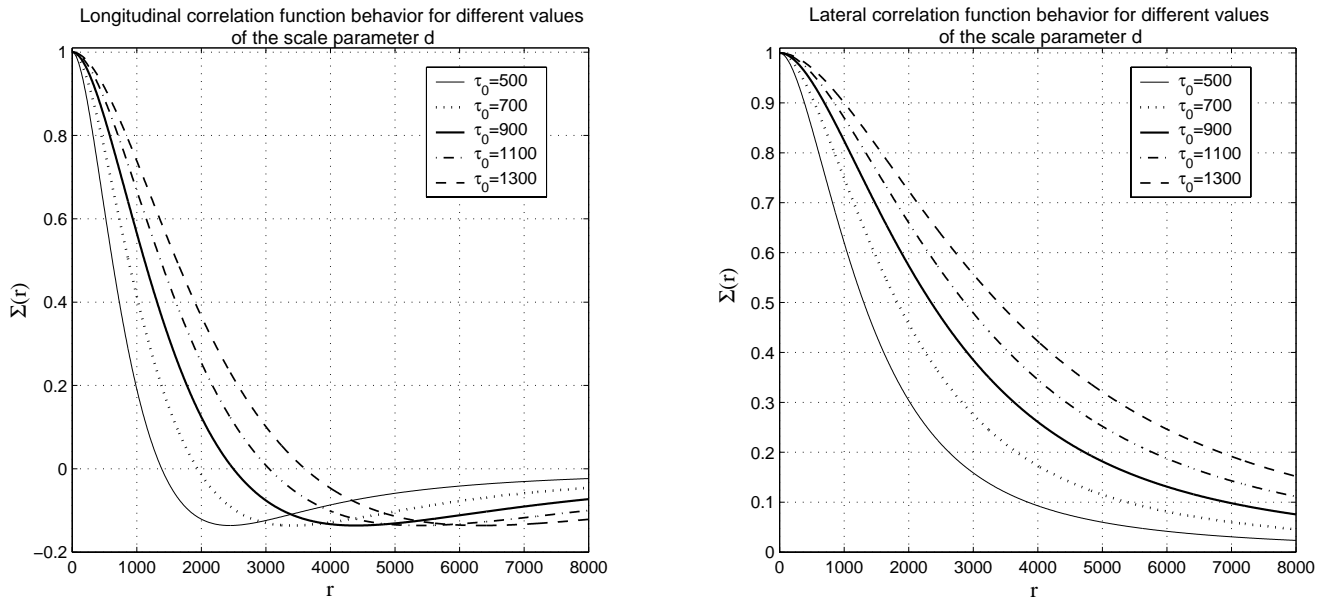 Longitudinal correlation function behavior for different values
of the scale parameter d
1
0.8
0.6
0.4
0.2
0
−0.2
Σ(r)
0 1000 2000 3000 4000 5000 6000 7000 8000
r
τ0=500
τ0=700
τ0=900
τ0=1100
τ0=1300
Lateral correlation function behavior for different values
of the scale parameter d
1
0.9
0.8
0.7
0.6
0.5
0.4
0.3
0.2
0.1
0
Σ(r)
0 1000 2000 3000 4000 5000 6000 7000 8000
r
τ0=500
τ0=700
τ0=900
τ0=1100
τ0=1300